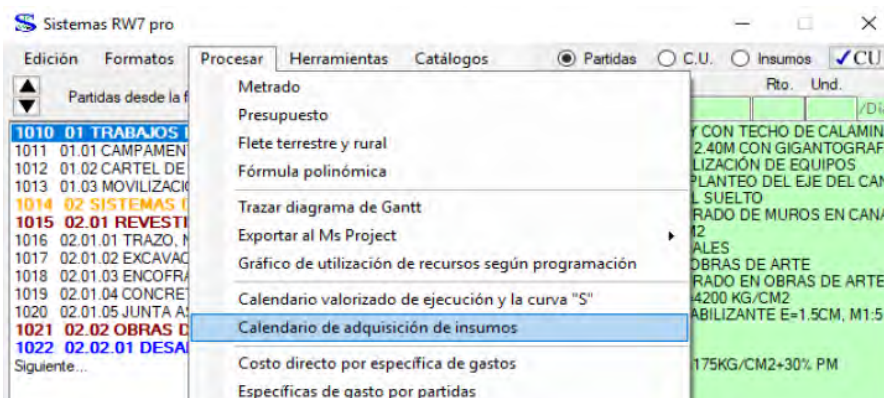 Sistemas RW7 pro
Edición Formatos Procesar Herramientas Catálogos Partidas C.U. Insumos ✓CU
Partidas desde la f
Rto. Und.
/Dí
Metrado
Presupuesto
Flete terrestre y rural
Fórmula polinómica
Trazar diagrama de Gantt
Exportar al Ms Project
Gráfico de utilización de recursos según programación
Calendario valorizado de ejecución y la curva "S"
Calendario de adquisición de insumos
Costo directo por específica de gastos
Específicas de gasto por partidas
1010 01 TRABAJOS
1011 01.01 CAMPAMEN
1012 01.02 CARTEL DE
1013 01.03 MOVILIZACI
1014 02 SISTEMAS
1015 02.01 REVESTI
1016 02.01.01 TRAZO,
1017 02.01.02 EXCAVAC
1018 02.01.03 ENCOFRA
1019 02.01.04 CONCRE
1020 02.01.05 JUNTA A
1021 02.02 OBRAS D
1022 02.02.01 DESA
Siguiente...
Y CON TECHO DE CALAMIN
2.40M CON GIGANTOGRAF
LIZACIÓN DE EQUIPOS
PLANTEO DEL EJE DEL CAN
L SUELTO
RADO DE MUROS EN CANA
M2
ALES
OBRAS DE ARTE
RADO EN OBRAS DE ARTE
=4200 KG/CM2
ABILIZANTE E=1.5CM, M1:5
175KG/CM2+30% PM